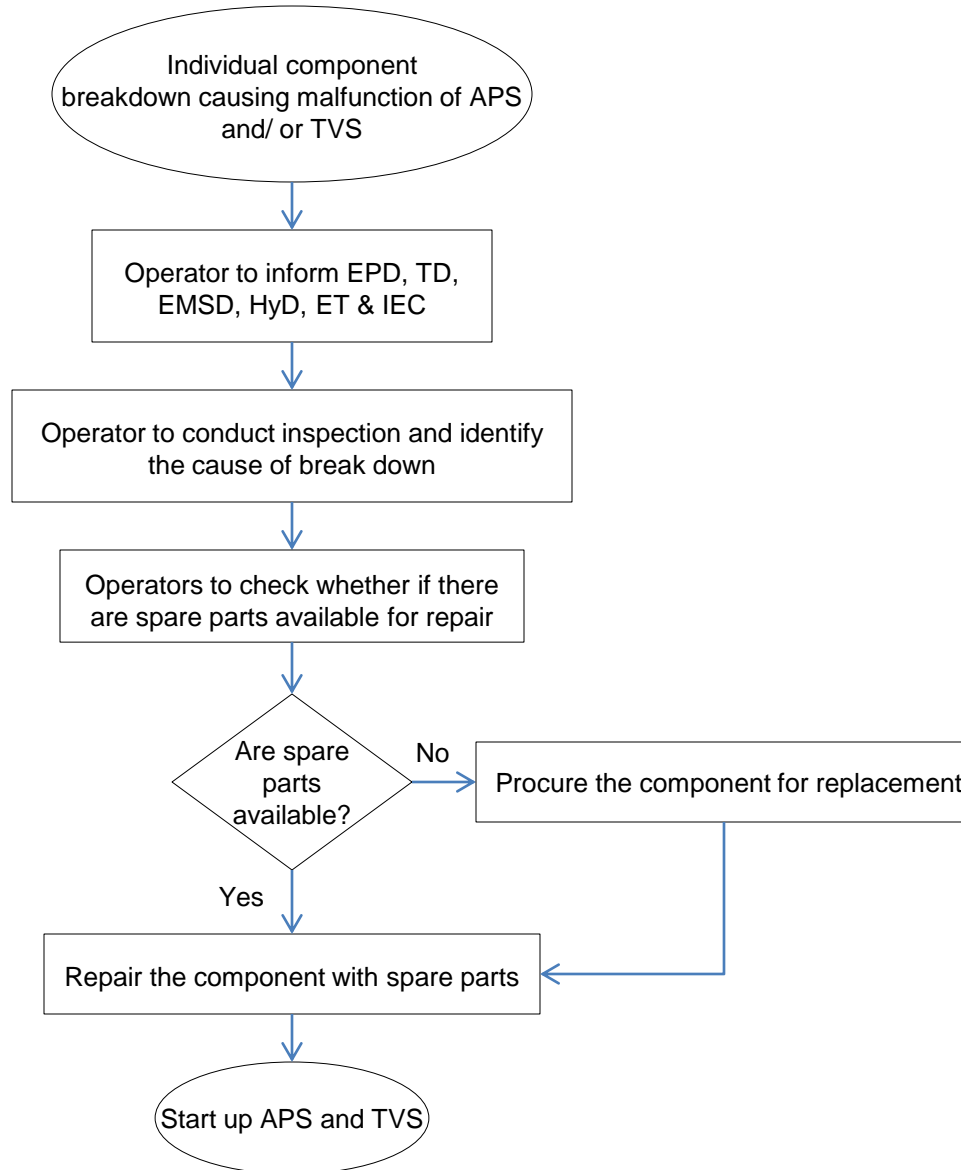 Individual component
breakdown causing malfunction of APS
and/ or TVS
Operator to inform EPD, TD,
EMSD, HyD, ET & IEC
Operator to conduct inspection and identify
the cause of break down
Operators to check whether if there
are spare parts available for repair
Are spare
parts
available?
No
Procure the component for replacement
Yes
Repair the component with spare parts
Start up APS and TVS